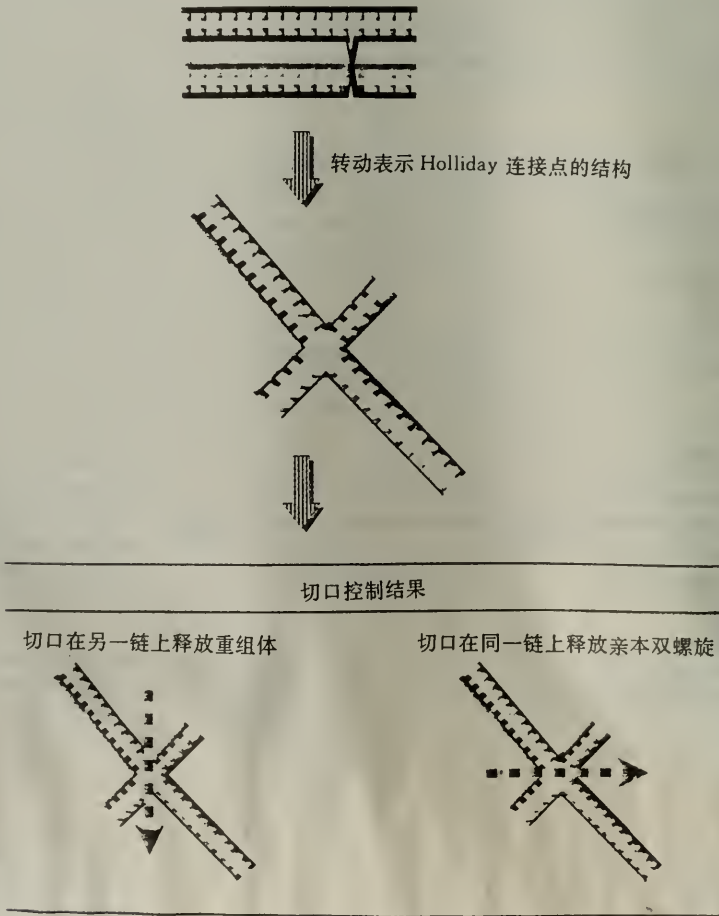 转动表示 Holliday 连接点的结构
切口控制结果
切口在另一链上释放重组体
切口在同一链上释放亲本双螺旋